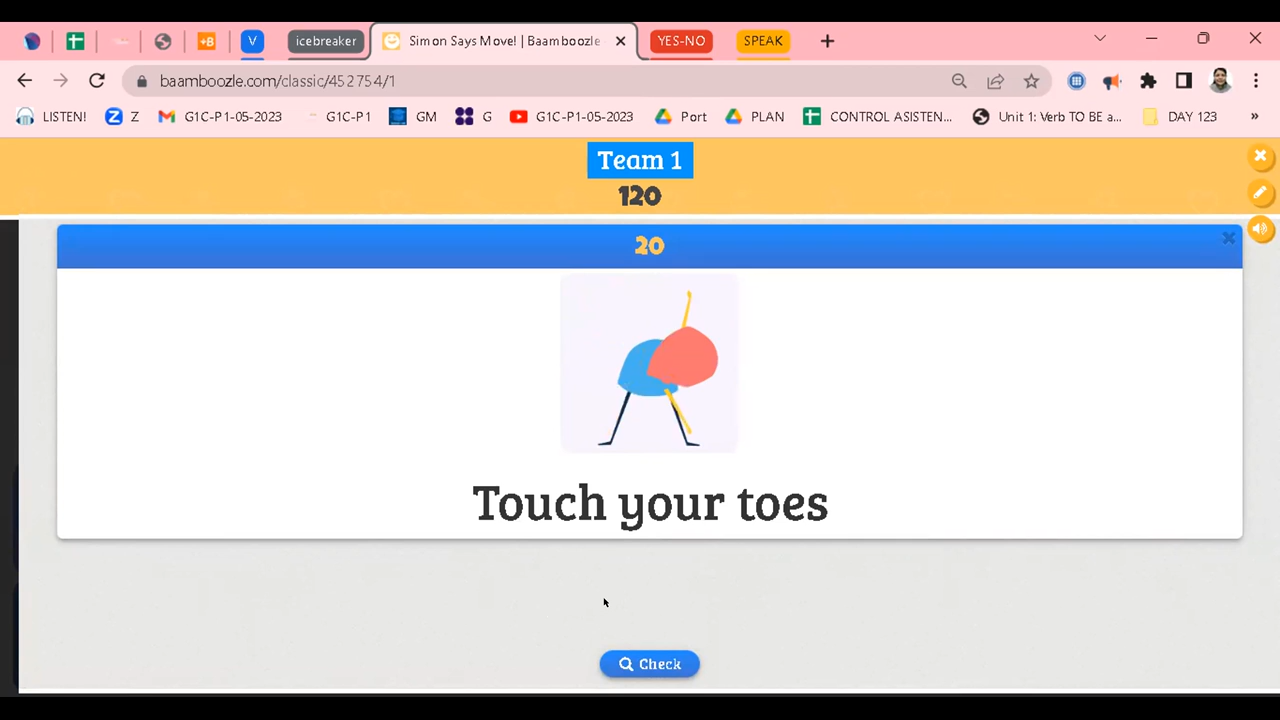 +B
V
icebreaker
Simon Says Move! | Baamboozle
YES-NO
SPEAK
baamboozle.com/classic/452754/1
LISTEN!
Z
G1C-P1-05-2023
G1C-P1
GM
G
G1C-P1-05-2023
Port
PLAN
CONTROL ASISTEN...
Unit 1: Verb TO BE a...
DAY 123
Team 1
120
20
Touch your toes
Check